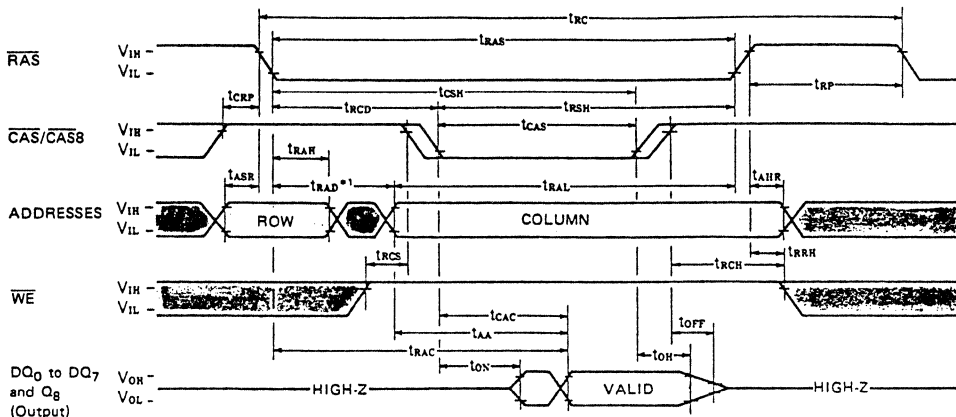 tRC
tRAS
RAS
VIH
VIL
tCSH
tRP
tCRP
tRCD
tRSH
CAS/CAS8
VIH
VIL
tCAS
tRAH
tASR
tRAD*1
tRAL
tAHR
ADDRESSES
VIH
VIL
ROW
COLUMN
tRCS
tRCH
tRRH
WE
VIH
VIL
tCAC
tOFF
tAA
tRAC
tON
tOH
DQ0 to DQ7
and Q8
(Output)
VOH
VOL
HIGH-Z
VALID
HIGH-Z